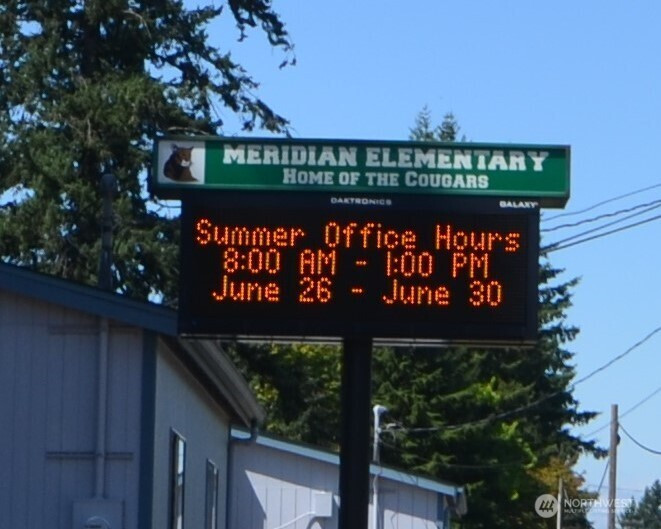 MERIDIAN ELEMENTARY
HOME OF THE COUGARS
DAKTRONICS GALAXY
Summer Office Hours
8:00 AM - 1:00 PM
June 26 - June 30
NORTHWEST